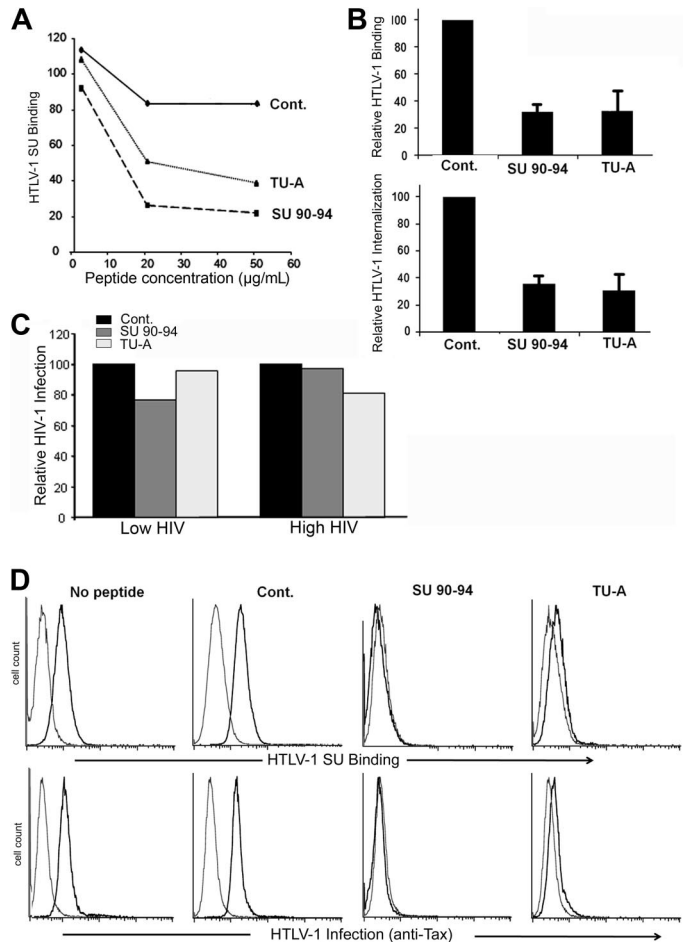 A
HTLV-1 SU Binding
120
100
80
60
40
20
0
0
10
20
30
40
50
60
Cont.
TU-A
SU 90-94
Peptide concentration (µg/mL)
B
Relative HTLV-1 Binding
100
80
60
40
20
0
Cont.
SU 90-94
TU-A
Relative HTLV-1 Internalization
100
80
60
40
20
0
Cont.
SU 90-94
TU-A
C
Cont.
SU 90-94
TU-A
Relative HIV-1 Infection
120
100
80
60
40
20
0
Low HIV
High HIV
D
No peptide
Cont.
SU 90-94
TU-A
cell count
HTLV-1 SU Binding
cell count
HTLV-1 Infection (anti-Tax)